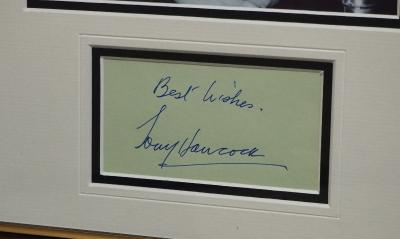 Best Wishes.
Tony Hancock